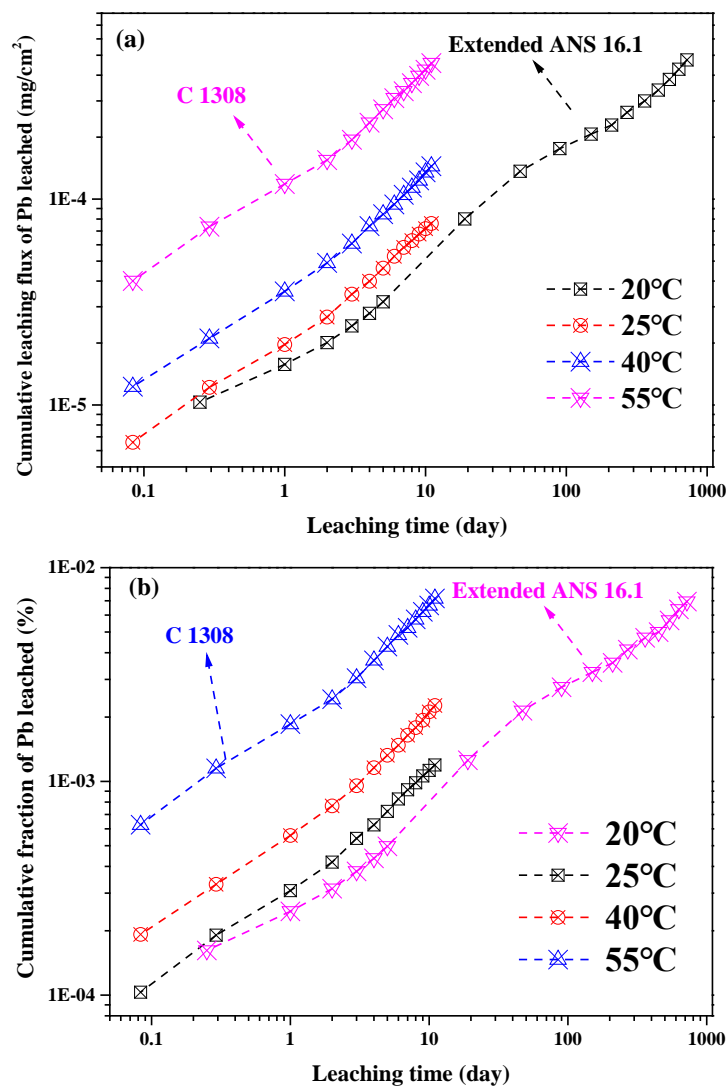 (a)
Extended ANS 16.1
C 1308
1E-4
1E-5
20℃
25℃
40℃
55℃
0.1
1
10
100
1000
Leaching time (day)
Cumulative leaching flux of Pb leached (mg/cm²)
1E-02
(b)
Extended ANS 16.1
C 1308
1E-03
1E-04
20℃
25℃
40℃
55℃
0.1
1
10
100
1000
Leaching time (day)
Cumulative fraction of Pb leached (%)